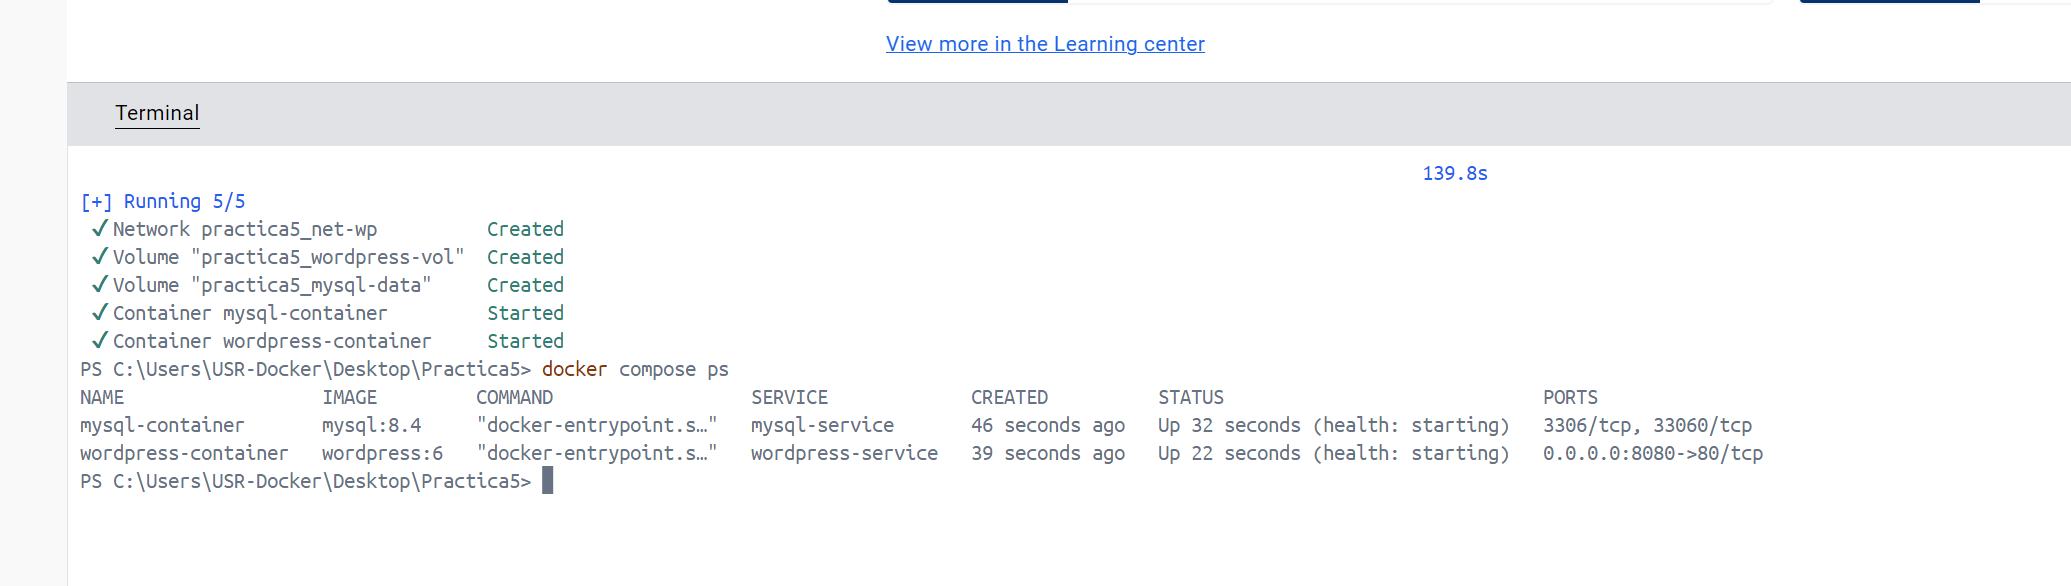 View more in the Learning center
Terminal
139.8s
[+] Running 5/5
✓ Network practica5_net-wp Created
✓ Volume "practica5_wordpress-vol" Created
✓ Volume "practica5_mysql-data" Created
✓ Container mysql-container Started
✓ Container wordpress-container Started
PS C:\Users\USR-Docker\Desktop\Practica5> docker compose ps
NAME IMAGE COMMAND SERVICE CREATED STATUS PORTS
mysql-container mysql:8.4 "docker-entrypoint.s…" mysql-service 46 seconds ago Up 32 seconds (health: starting) 3306/tcp, 33060/tcp
wordpress-container wordpress:6 "docker-entrypoint.s…" wordpress-service 39 seconds ago Up 22 seconds (health: starting) 0.0.0.0:8080->80/tcp
PS C:\Users\USR-Docker\Desktop\Practica5>